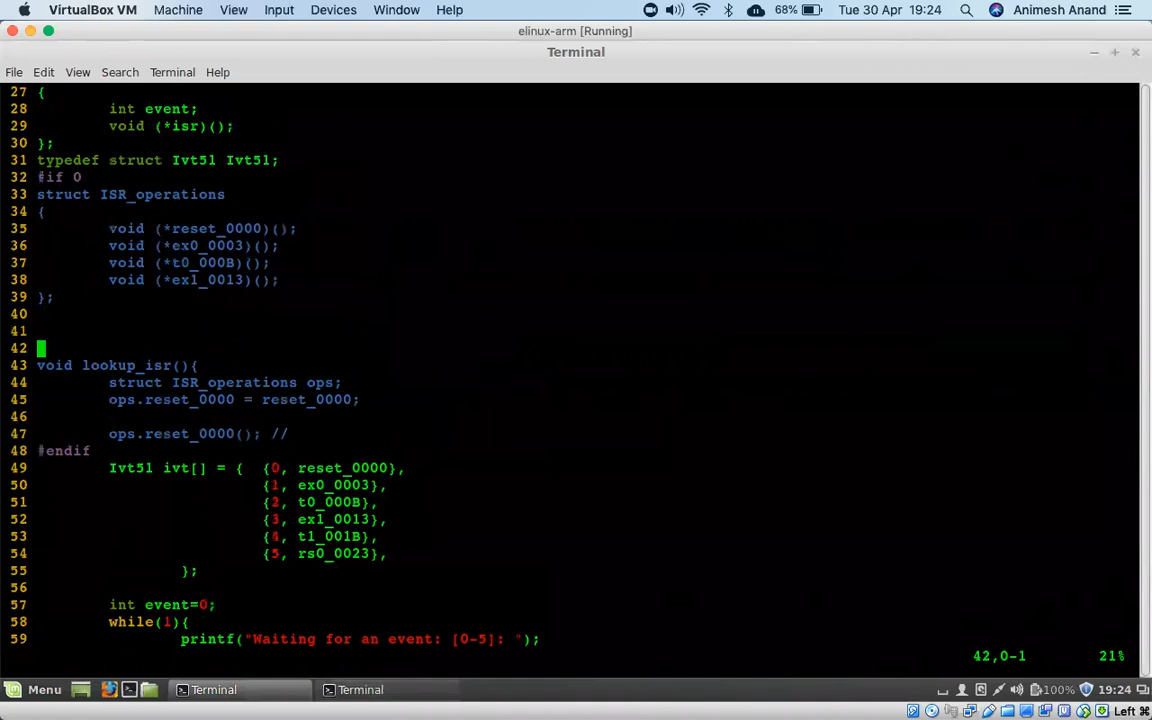 VirtualBox VM Machine View Input Devices Window Help 68% Tue 30 Apr 19:24 Animesh Anand
elinux-arm [Running]
Terminal
File Edit View Search Terminal Help
27 {
28 int event;
29 void (*isr)();
30 };
31 typedef struct Ivt51 Ivt51;
32 #if 0
33 struct ISR_operations
34 {
35 void (*reset_0000)();
36 void (*ex0_0003)();
37 void (*t0_000B)();
38 void (*ex1_0013)();
39 };
40
41
42
43 void lookup_isr(){
44 struct ISR_operations ops;
45 ops.reset_0000 = reset_0000;
46
47 ops.reset_0000(); //
48 #endif
49 Ivt51 ivt[] = { {0, reset_0000},
50 {1, ex0_0003},
51 {2, t0_000B},
52 {3, ex1_0013},
53 {4, t1_001B},
54 {5, rs0_0023},
55 };
56
57 int event=0;
58 while(1){
59 printf("Waiting for an event: [0-5]: ");
42,0-1 21%
Menu Terminal Terminal 100% 19:24
Left ⌘